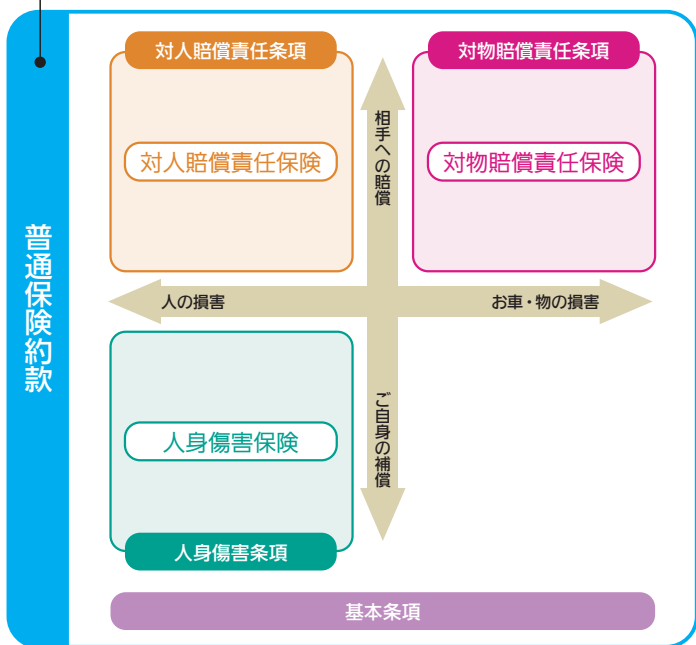 普通保険約款
対人賠償責任条項
対人賠償責任保険
対物賠償責任条項
対物賠償責任保険
相手への賠償
人の損害
お車・物の損害
ご自身の補償
人身傷害保険
人身傷害条項
基本条項